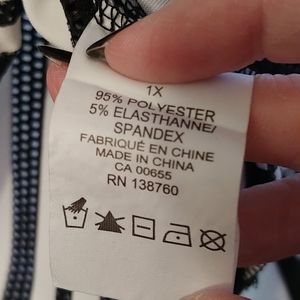 1X
95% POLYESTER
5% ELASTHANNE/
SPANDEX
FABRIQUÉ EN CHINE
MADE IN CHINA
CA 00655
RN 138760